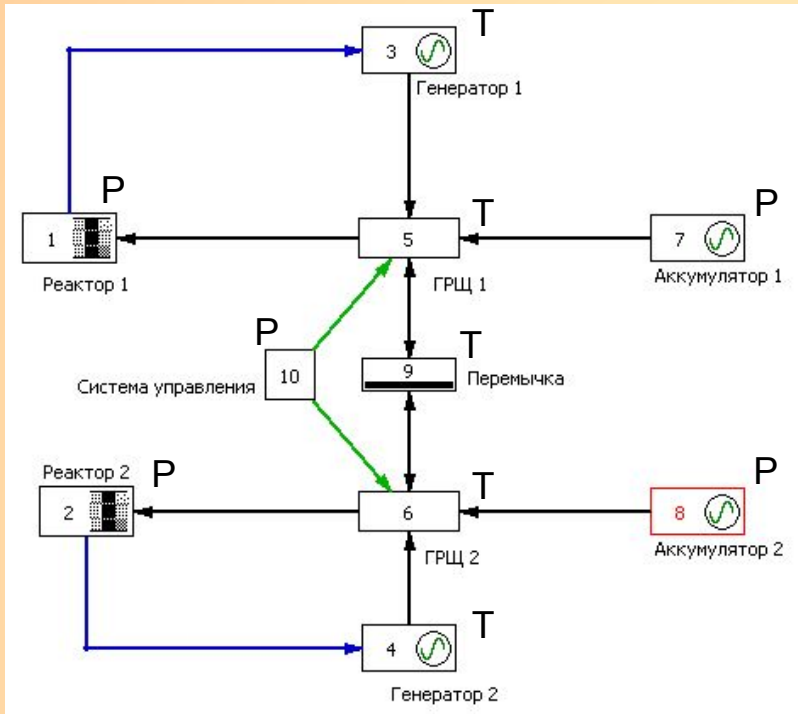 Т
3
Генератор 1
Р
1
Реактор 1
Т
5
ГРЩ 1
Р
7
Аккумулятор 1
Р
10
Система управления
Т
9
Перемычка
Реактор 2
Р
2
Т
6
ГРЩ 2
Р
8
Аккумулятор 2
Т
4
Генератор 2